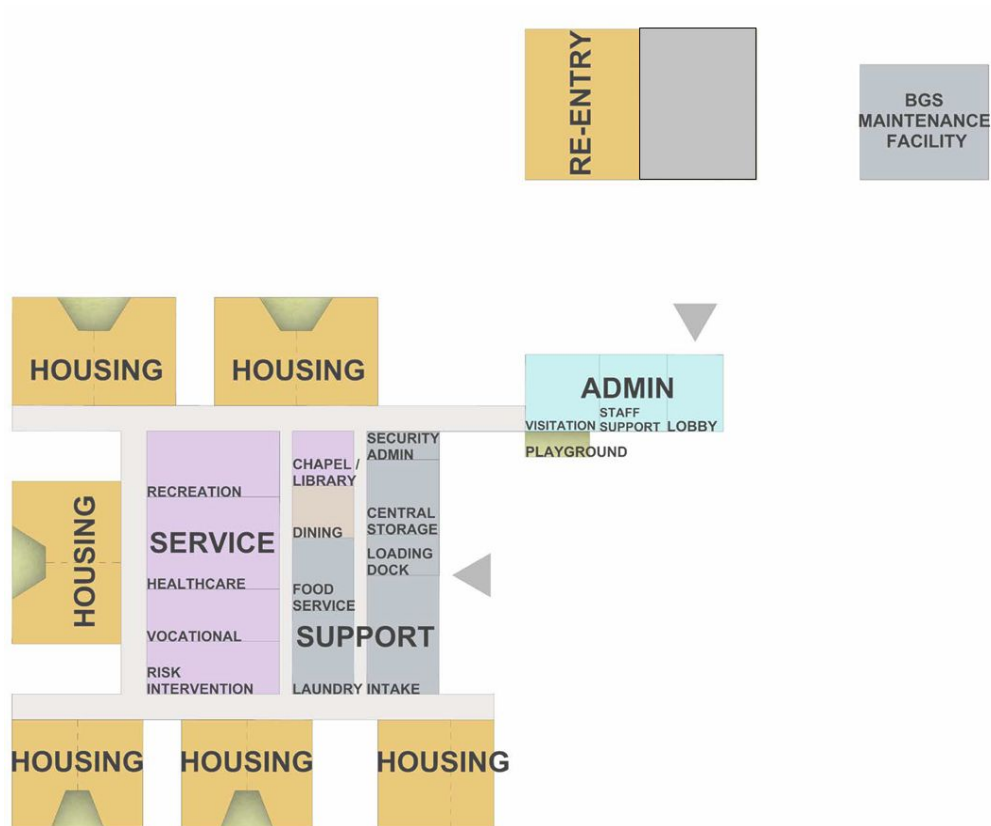 RE-ENTRY
BGS
MAINTENANCE
FACILITY
HOUSING
HOUSING
ADMIN
VISITATION
STAFF
SUPPORT
LOBBY
PLAYGROUND
SECURITY
ADMIN
CHAPEL /
LIBRARY
RECREATION
CENTRAL
STORAGE
DINING
SERVICE
HOUSING
LOADING
DOCK
HEALTHCARE
FOOD
SERVICE
VOCATIONAL
SUPPORT
RISK
INTERVENTION
LAUNDRY
INTAKE
HOUSING
HOUSING
HOUSING